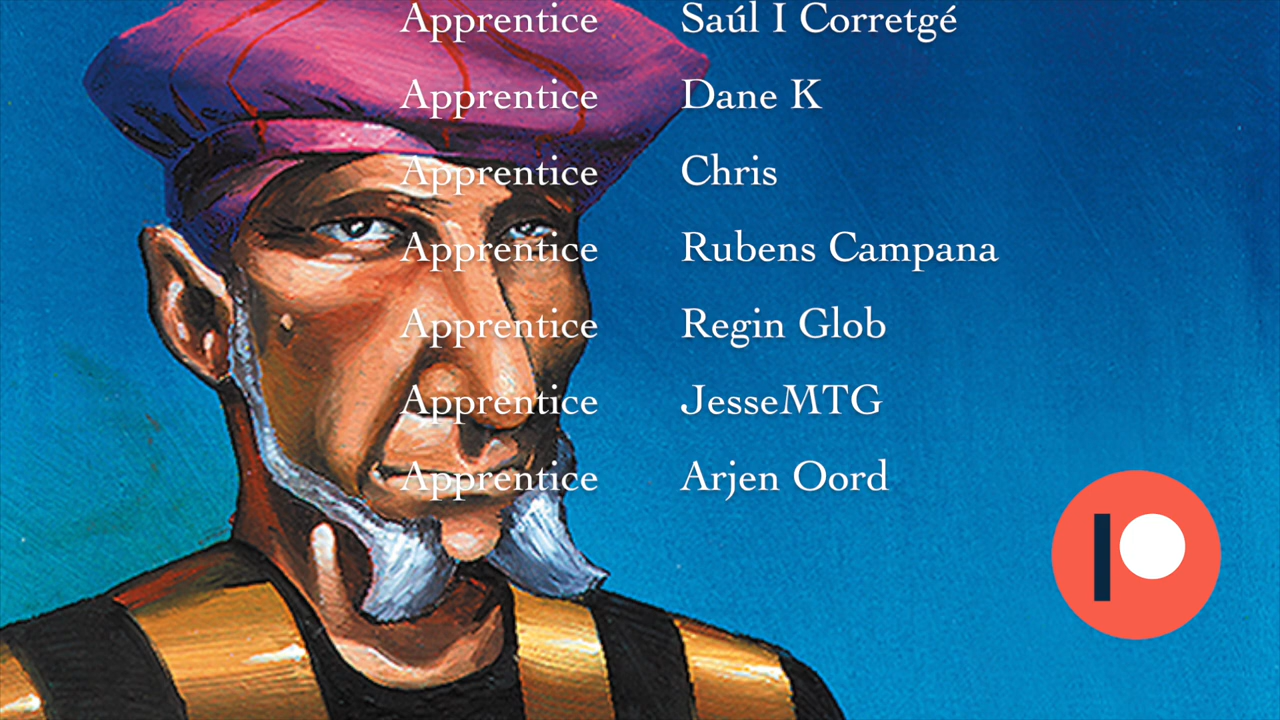 Apprentice Saúl I Corretgé
Apprentice Dane K
Apprentice Chris
Apprentice Rubens Campana
Apprentice Regin Glob
Apprentice JesseMTG
Apprentice Arjen Oord